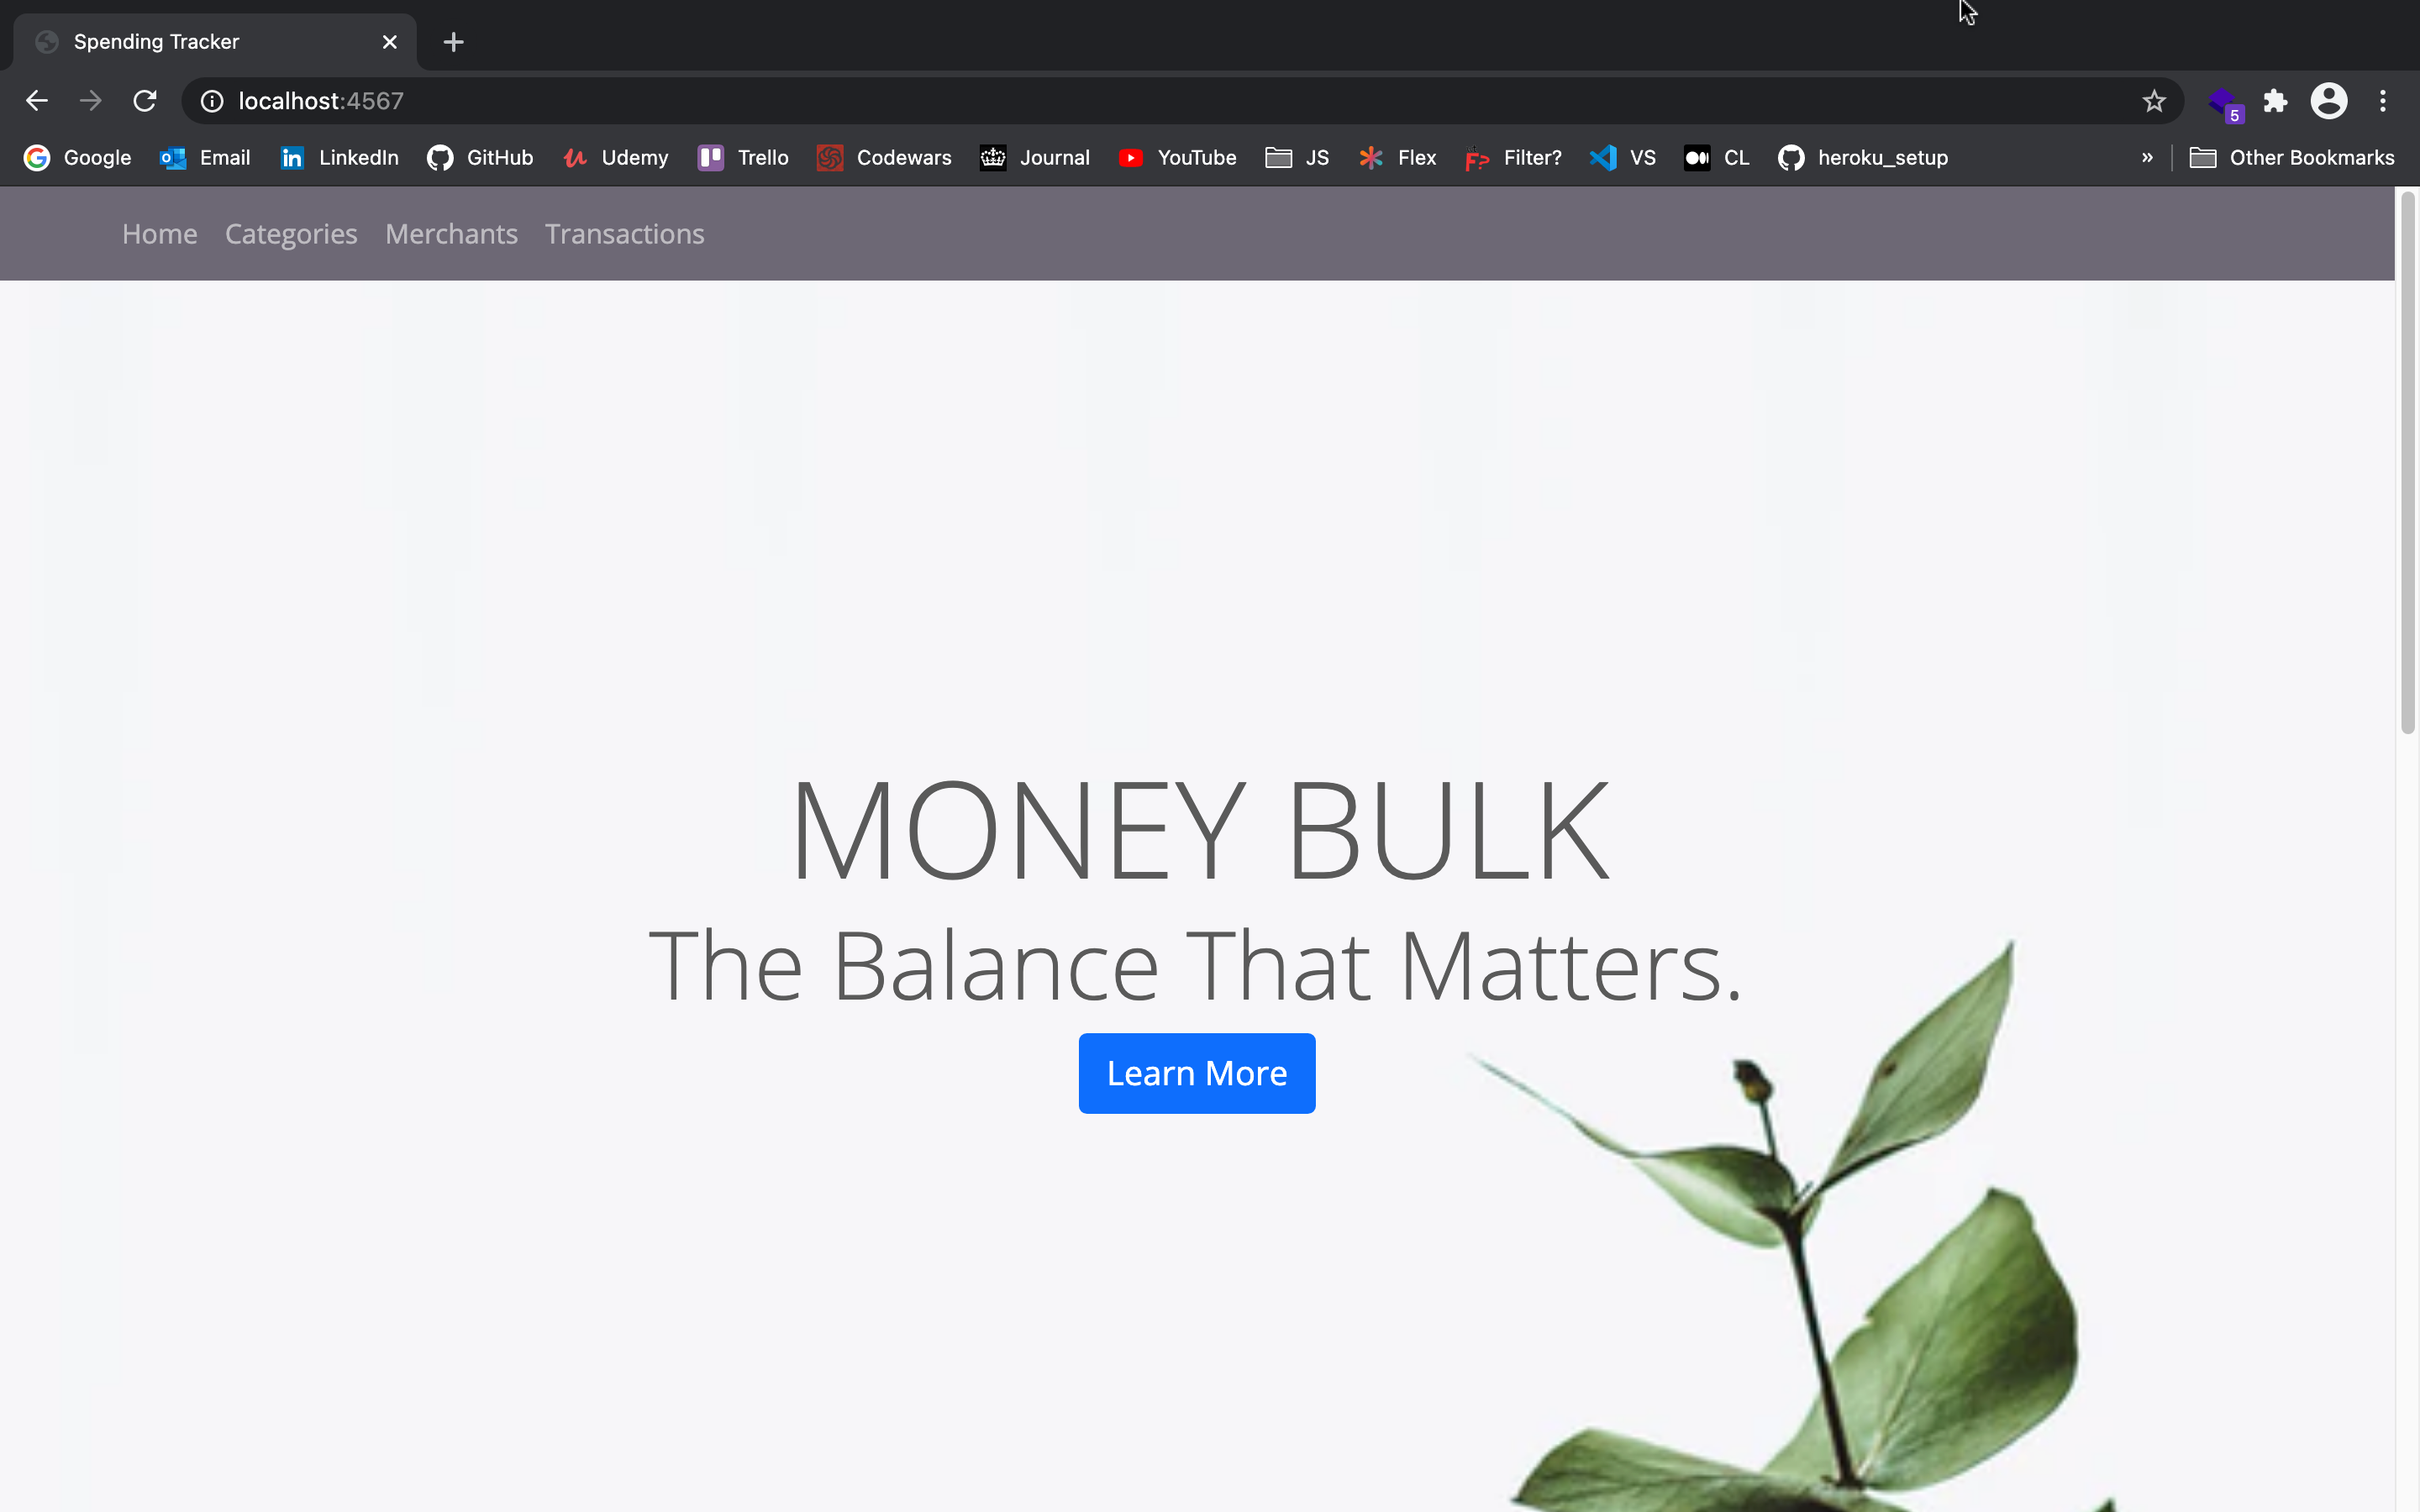 Spending Tracker
localhost:4567
5
Google Email LinkedIn GitHub Udemy Trello Codewars Journal YouTube JS Flex Filter? VS CL heroku_setup » Other Bookmarks
Home Categories Merchants Transactions
MONEY BULK
The Balance That Matters.
Learn More